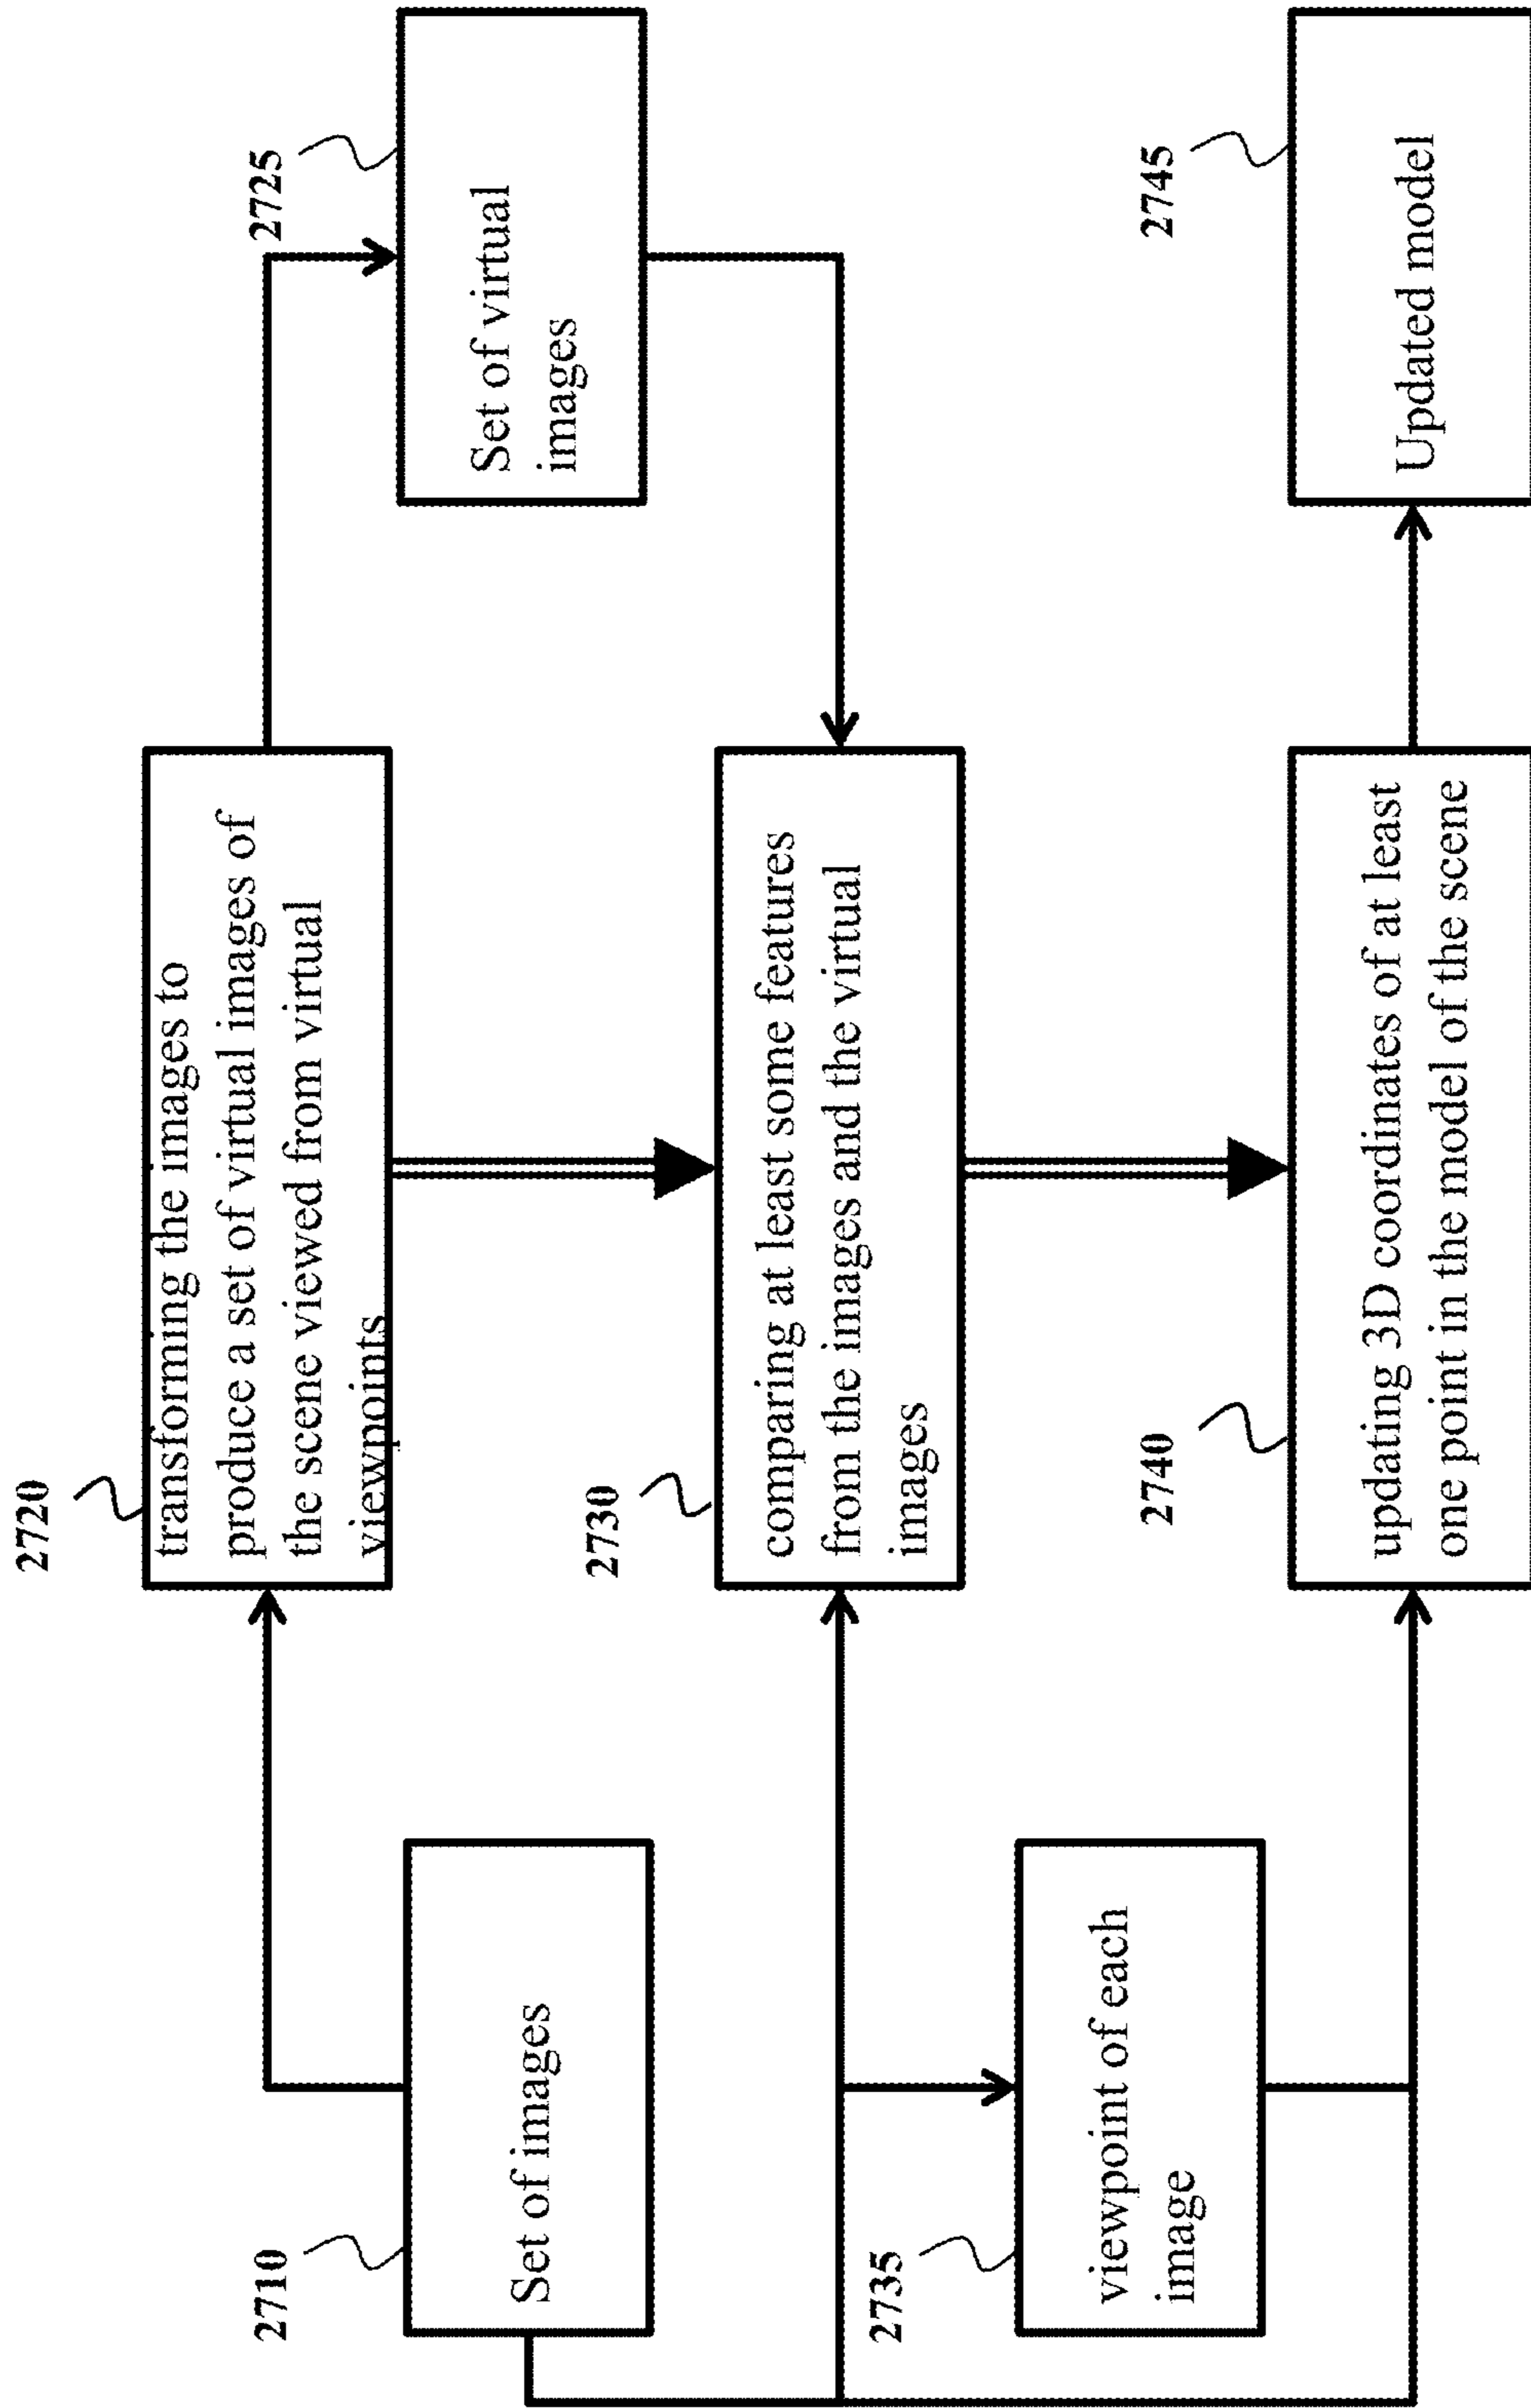 2710
Set of images
2720
transforming the images to
produce a set of virtual images of
the scene viewed from virtual
viewpoints
2725
Set of virtual
images
2730
comparing at least some features
from the images and the virtual
images
2735
viewpoint of each
image
2740
updating 3D coordinates of at least
one point in the model of the scene
2745
Updated model